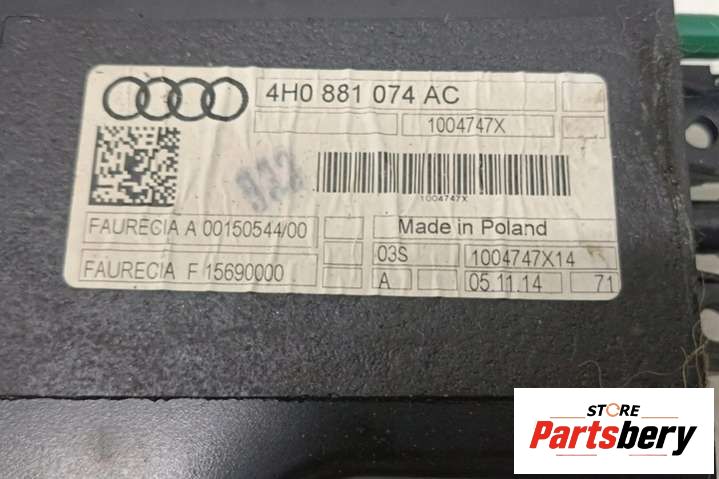 4H0 881 074 AC
1004747X
1004747X
FAURECIA A 00150544/00
Made in Poland
03S
1004747X14
FAURECIA F 15690000
A
05.11.14
71
STORE
Partsbery